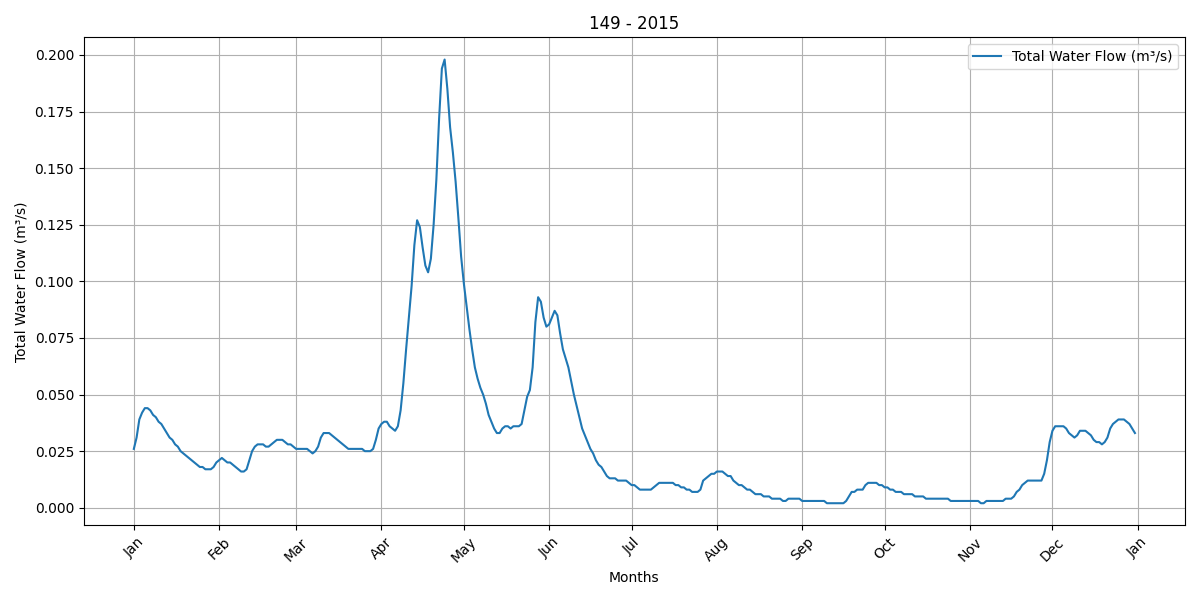 149 - 2015
Total Water Flow (m³/s)
Total Water Flow (m³/s)
0.200
0.175
0.150
0.125
0.100
0.075
0.050
0.025
0.000
Jan Feb Mar Apr May Jun Jul Aug Sep Oct Nov Dec Jan
Months